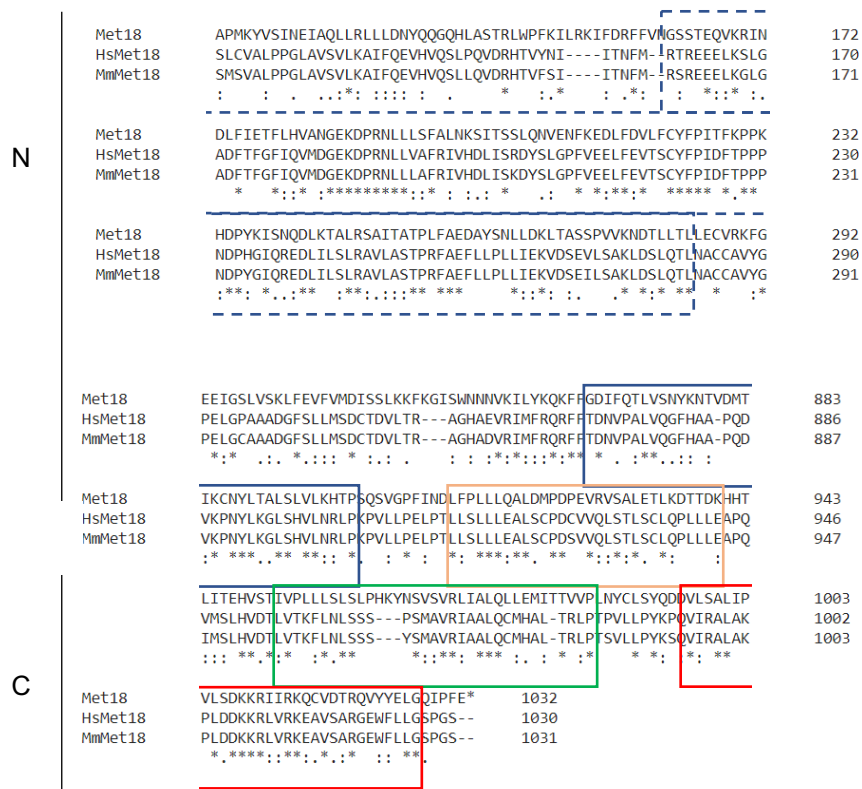 Met18 APMKYVSINEIAQLLRLLLDNYQQGQHLASTRLWPFKILRKIFDRFFVNGSSTEQVKRIN 172
HsMet18 SLCVALPPGLAVSVLKAIFQEVHVQSLPQVDRHTVYNI----ITNFM--RTREEELKSLG 170
MmMet18 SMSVALPPGLAVSVLKAIFQEVHVQSLLQVDRHTVFSI----ITNFM--RSREEELKGLG 171
: : . ..:*: :::: : . * :.* :*: : *::* :.
N
Met18 DLFIETFLHVANGEKDPRNLLLSFALNKSITSSLQNVENFKEDLFDVLFCYFPITFKPPK 232
HsMet18 ADFTFGFIQVMDGEKDPRNLLVAFRIVHDLISRDYSLGPFVEELFEVTSCYFPIDFTPPP 230
MmMet18 ADFTFGFIQVMDGEKDPRNLLVAFRIVHDLISKDYSLGPFVEELFEVTSCYFPIDFTPPP 231
* *::* :*********::* : :.: * .: * *::*:* ***** *.**
Met18 HDPYKISNQDLKTALRSAITATPLFAEDAYSNLLDKLTASSPVVKNDTLLTLLECVRKFG 292
HsMet18 NDPHGIQREDLILSLRAVLASTPRFAEFLLPLLIEKVDSEVLSAKLDSLQTLNACCAVYG 290
MmMet18 NDPYGIQREDLILSLRAVLASTPRFAEFLLPLLIEKVDSEILSAKLDSLQTLNACCAVYG 291
:**: *..:** :**:.:::** *** *::*: :. .* *:* ** * :*
Met18 EEIGSLVSKLFEVFVMDISSLKKFKGISWNNNVKILYKQKFFGDIFQTLVSNYKNTVDMT 883
HsMet18 PELGPAAADGFSLLMSDCTDVLTR---AGHAEVRIMFRQRFFTDNVPALVQGFHAA-PQD 886
MmMet18 PELGCAAADGFSLLMSDCTDVLTR---AGHADVRIMFRQRFFTDNVPALVQGFHAA-PQD 887
*:* .:. *.::: * :.: . : : :*:*:::*:** * . :**..:: :
Met18 IKCNYLTALSLVLKHTPSQSVGPFINDLFPLLLQALDMPDPEVRVSALETLKDTTDKHHT 943
HsMet18 VKPNYLKGLSHVLNRLPKPVLLPELPTLLSLLLEALSCPDCVVQLSTLSCLQPLLLEAPQ 946
MmMet18 VKPNYLKGLSHVLNRLPKPVLLPELPTLLSLLLEALSCPDSVVQLSTLSCLQPLLLEAPQ 947
:* ***..** **:: *. : * : *: ***:**. ** *::*:*. *: :
Met18 LITEHVSTIVPLLLSLSLPHKYNSVSVRLIALQLLEMITTVVPLNYCLSYQDDVLSALIP 1003
HsMet18 VMSLHVDTLVTKFLNLSSS---PSMAVRIAALQCMHAL-TRLPTPVLLPYKPQVIRALAK 1002
MmMet18 IMSLHVDTLVTKFLNLSSS---YSMAVRIAALQCMHAL-TRLPTSVLLPYKSQVIRALAK 1003
::: **.*:* :*.** *::**: *** :. : * :* * *: :*: **
C
Met18 VLSDKKRIIRKQCVDTRQVYYELGQIPFE* 1032
HsMet18 PLDDKKRLVRKEAVSARGEWFLLGSPGS-- 1030
MmMet18 PLDDKKRLVRKEAVSARGEWFLLGSPGS-- 1031
*.****::**:.*.:* :: **.